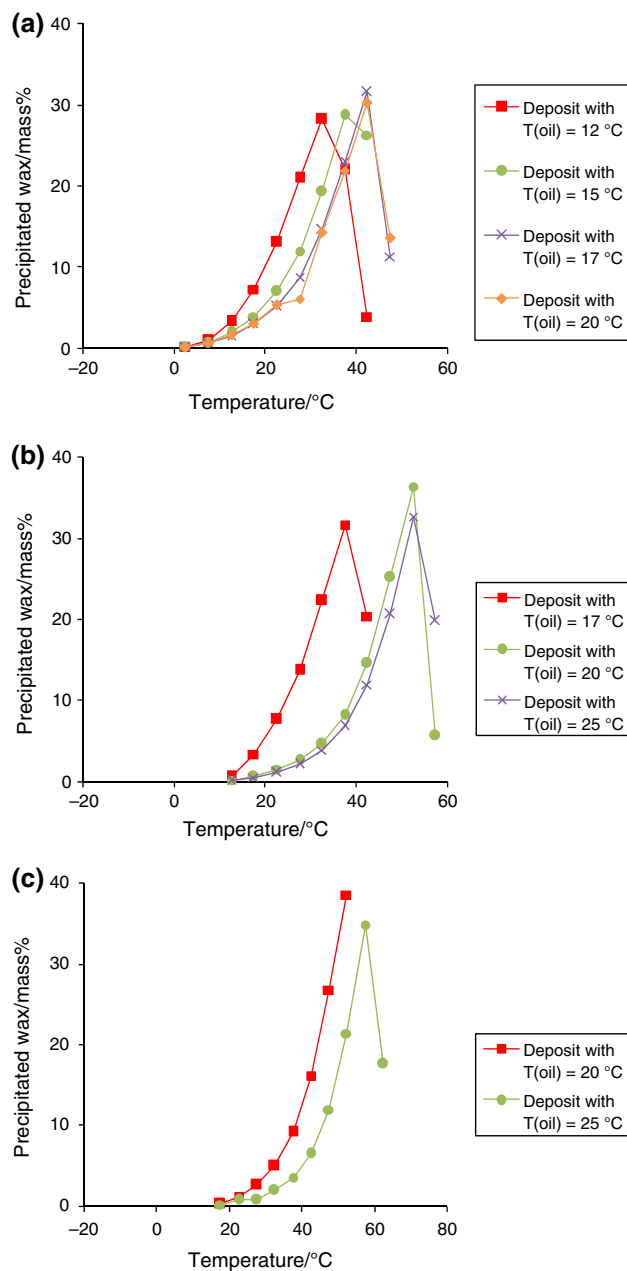 (a)
40
30
20
10
0
Precipitated wax/mass%
–20 0 20 40 60
Temperature/°C
Deposit with
T(oil) = 12 °C
Deposit with
T(oil) = 15 °C
Deposit with
T(oil) = 17 °C
Deposit with
T(oil) = 20 °C
(b)
40
30
20
10
0
Precipitated wax/mass%
–20 0 20 40 60
Temperature/°C
Deposit with
T(oil) = 17 °C
Deposit with
T(oil) = 20 °C
Deposit with
T(oil) = 25 °C
(c)
40
30
20
10
0
Precipitated wax/mass%
–20 0 20 40 60 80
Temperature/°C
Deposit with
T(oil) = 20 °C
Deposit with
T(oil) = 25 °C